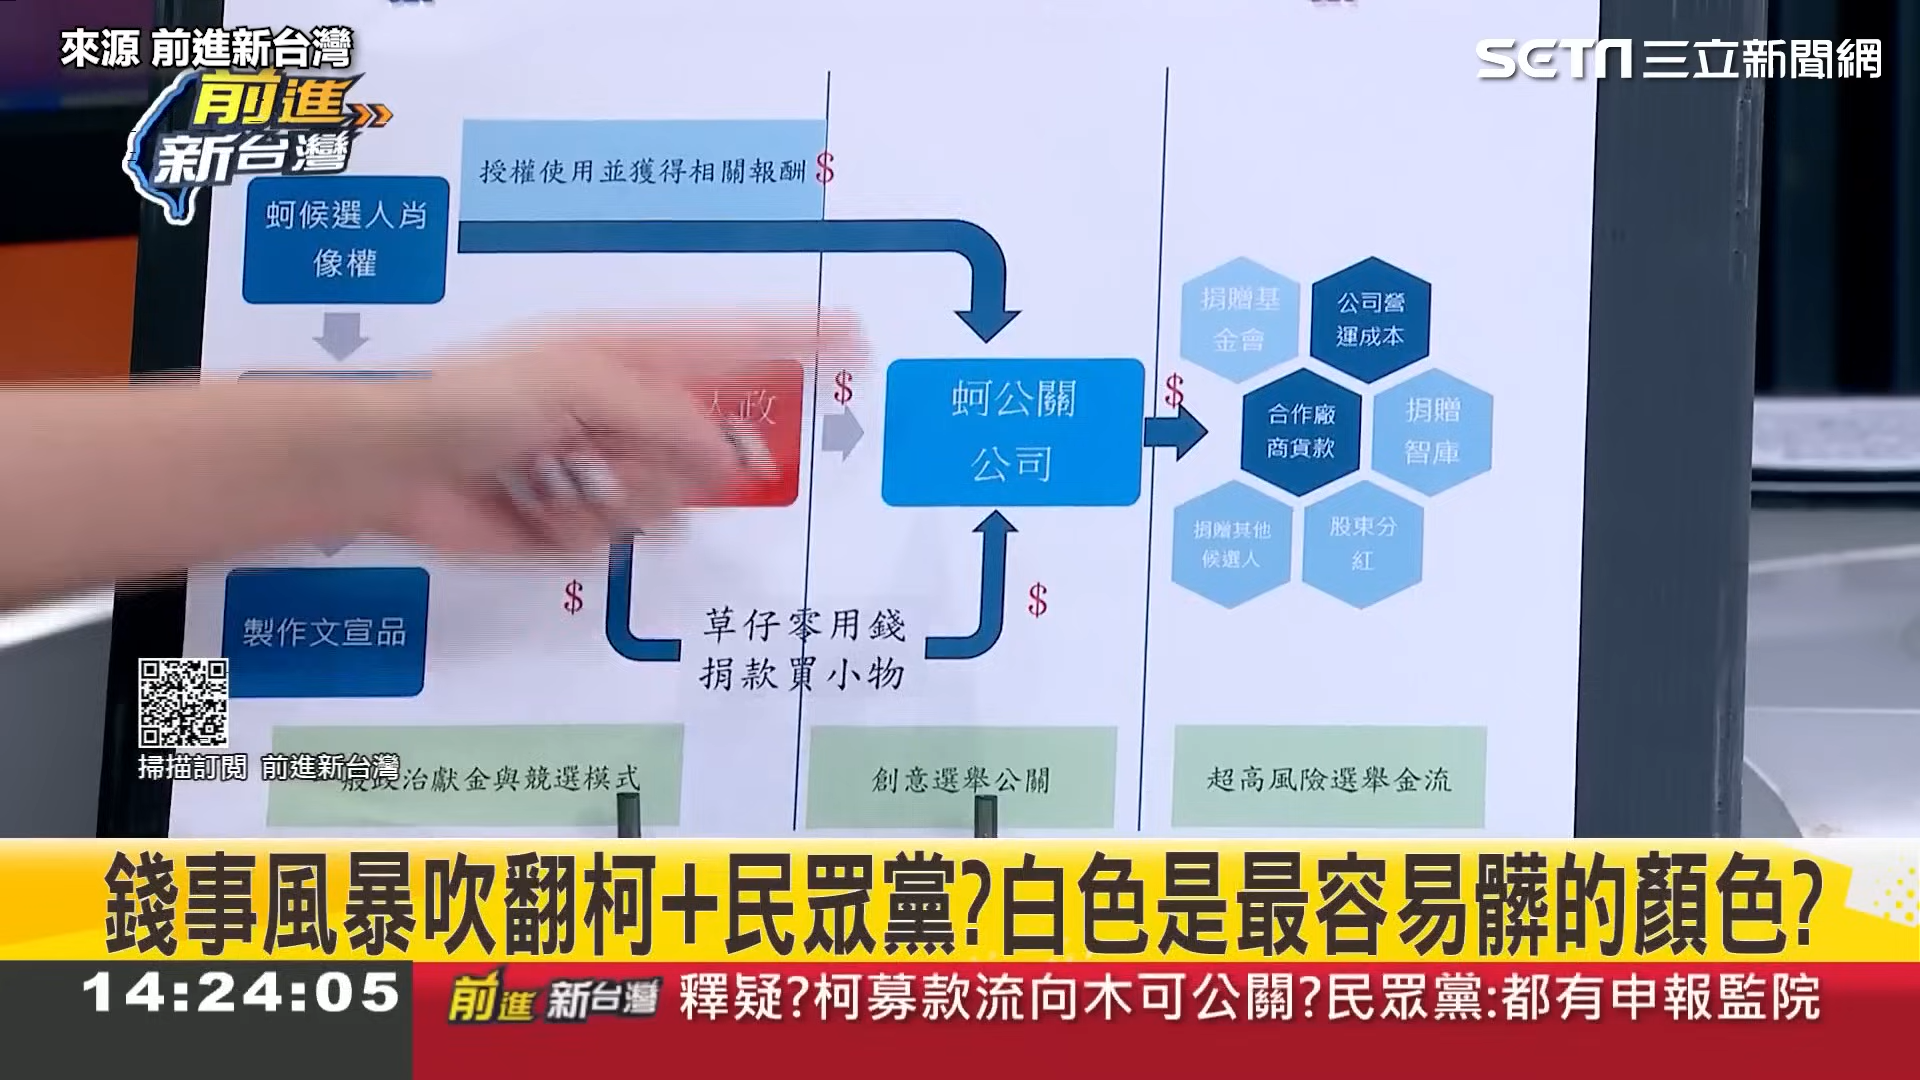 來源 前進新台灣
SETN三立新聞網
前進
新台灣
授權使用並獲得相關報酬 $
蚵候選人肖
像權
捐贈基
金會
公司營
運成本
人政
$
蚵公關
公司
$
合作廠
商貨款
捐贈
智庫
捐贈其他
候選人
股東分
紅
製作文宣品
$
草仔零用錢
捐款買小物
$
掃描訂閱 前進新台灣
般政治獻金與競選模式
創意選舉公關
超高風險選舉金流
錢事風暴吹翻柯+民眾黨?白色是最容易髒的顏色?
14:24:05
前進新台灣 釋疑?柯募款流向木可公關?民眾黨:都有申報監院